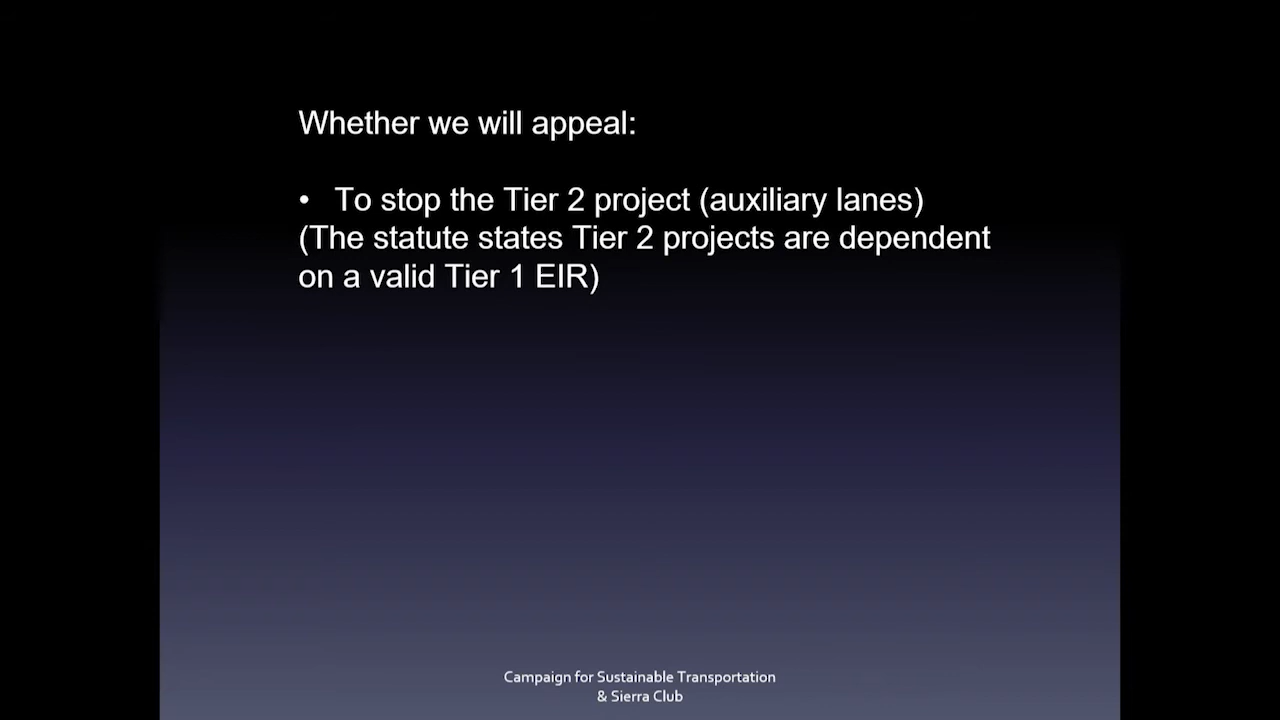 Whether we will appeal:
• To stop the Tier 2 project (auxiliary lanes)
(The statute states Tier 2 projects are dependent
on a valid Tier 1 EIR)
Campaign for Sustainable Transportation
& Sierra Club